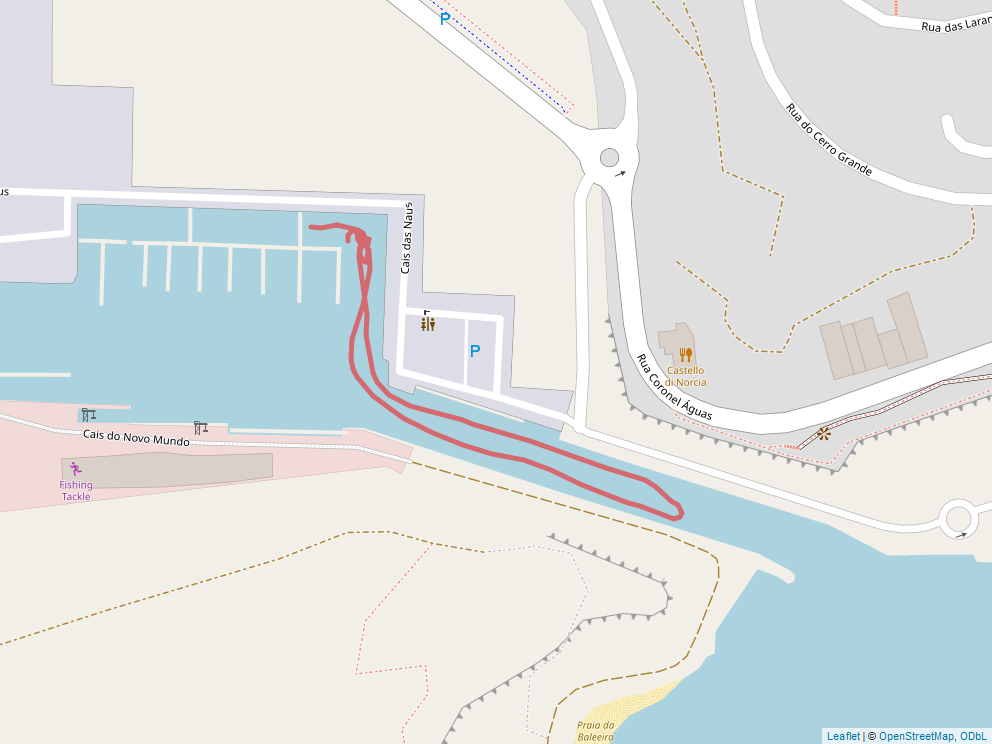 P
Rua das Laran
Rua do Cerro Grande
us
Cais das Naus
P
Castello
di Norcia
Rua Coronel Águas
Cais do Novo Mundo
Fishing
Tackle
Praia da
Baleeira
Leaflet | © OpenStreetMap, ODbL